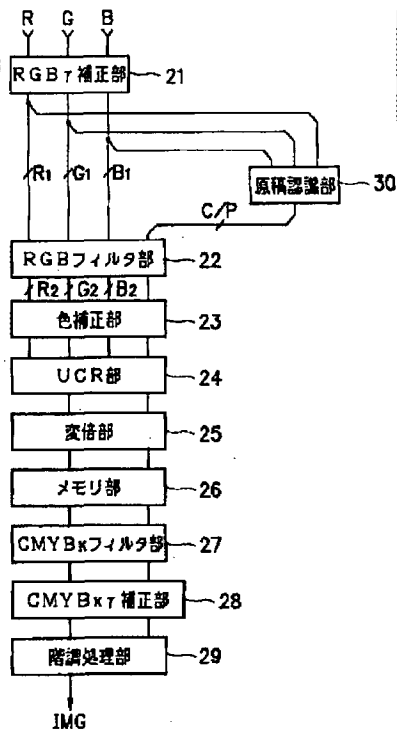 R G B
RGBγ補正部 21
R1 G1 B1
原稿認識部 30
C/P
RGBフィルタ部 22
R2 G2 B2
色補正部 23
UCR部 24
変倍部 25
メモリ部 26
CMYBKフィルタ部 27
CMYBKγ補正部 28
階調処理部 29
IMG